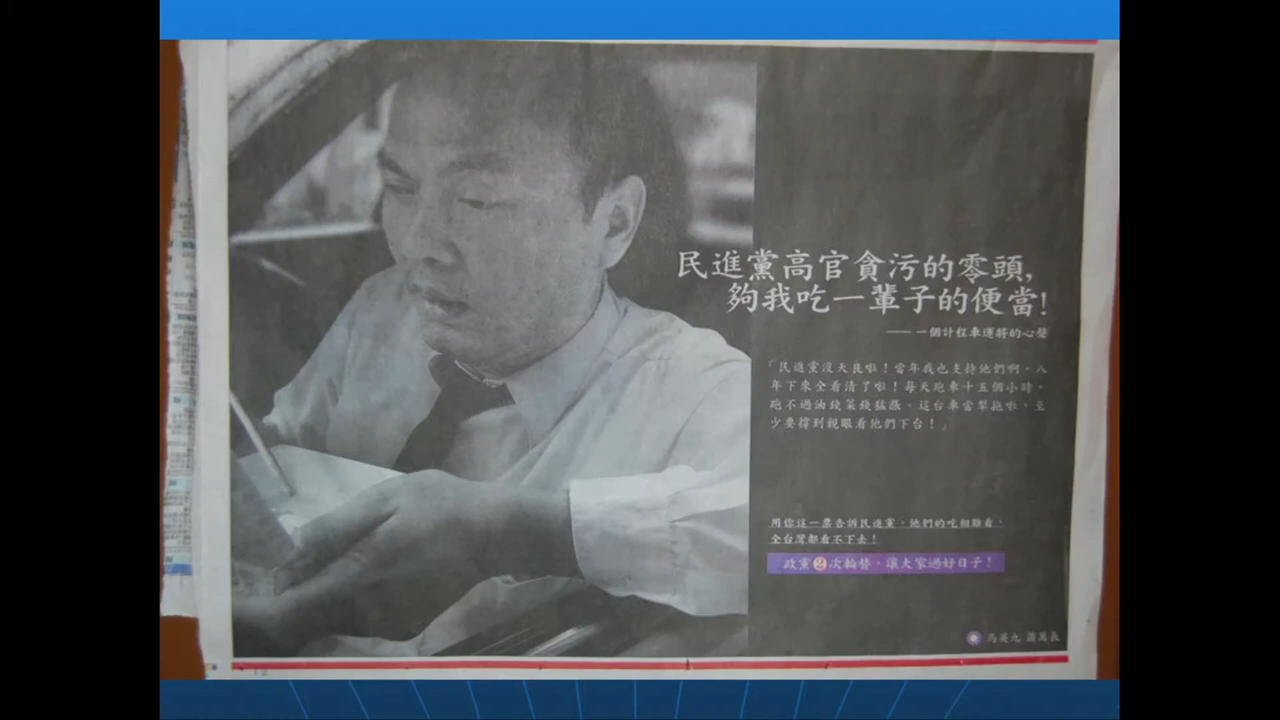 民進黨高官貪污的零頭,
夠我吃一輩子的便當!
——一個計程車運將的心聲
「民進黨沒天良啦!當年我也支持他們啊,八
年下來全看清了啦!每天跑車十五個小時,
跑不過油錢菜錢猛漲,這台車當犁拖啦,至
少要撐到親眼看他們下台!」
用你這一票告訴民進黨,他們的吃相難看,
全台灣都看不下去!
政黨2次輪替,讓大家過好日子!
馬英九 蕭萬長
12